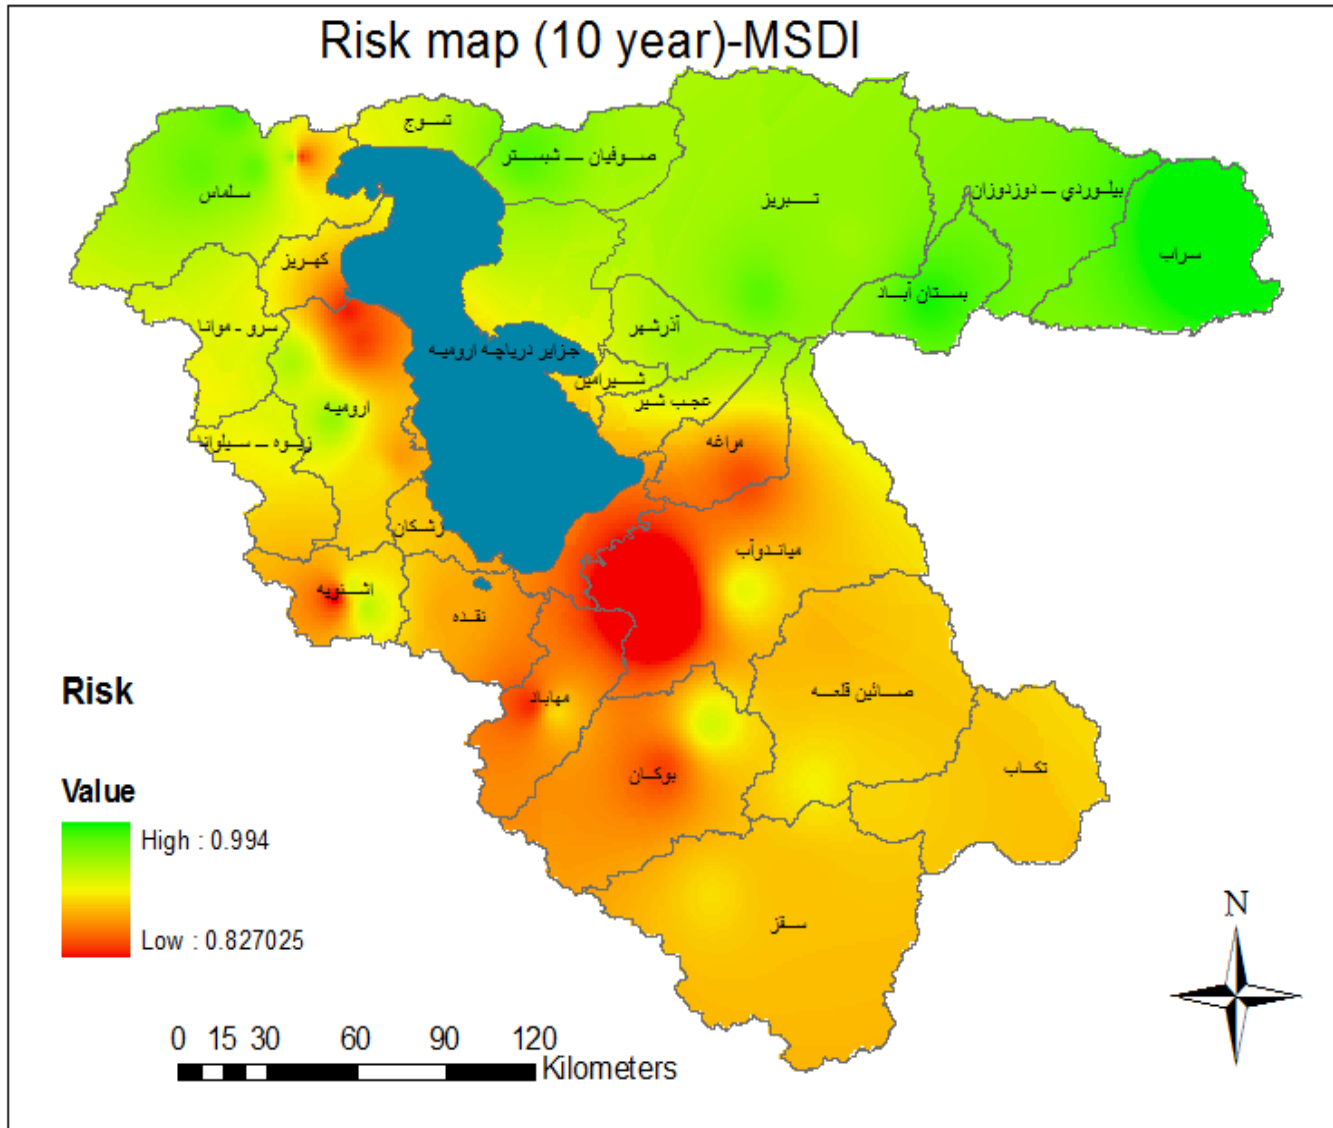 Risk map (10 year)-MSDI
تسوج
صوفیان - شبستر
سلماس
تبریز
بیلوردي - دوزدوزان
سراب
کهریز
بستان آباد
سرو - موانا
آذرشهر
جزایر دریاچه ارومیه
شیرامین
عجب شیر
ارومیه
زیوه - سیلوانا
مراغه
رشکان
میاندوآب
اشنویه
نقده
مهاباد
صائین قلعه
بوکان
تکاب
سقز
Risk
Value
High : 0.994
Low : 0.827025
N
0 15 30 60 90 120
Kilometers